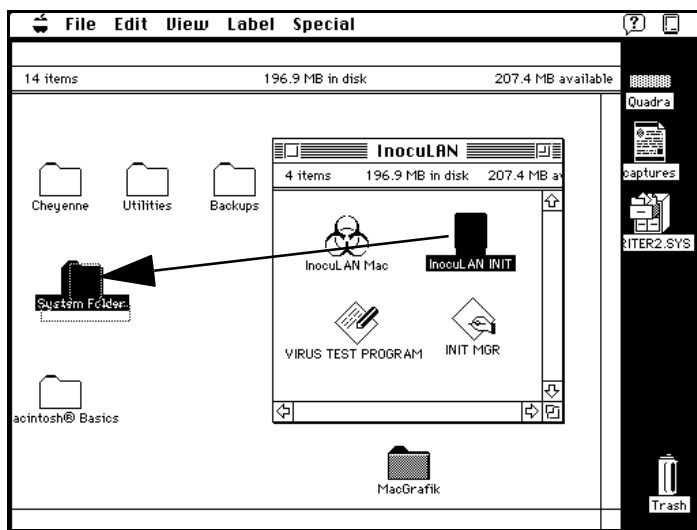 File Edit View Label Special
14 items 196.9 MB in disk 207.4 MB available
Quadra
InocuLAN
4 items 196.9 MB in disk 207.4 MB a
captures
Cheyenne Utilities Backups
RITER2.SYS
InocuLAN Mac InocuLAN INIT
System Folder
VIRUS TEST PROGRAM INIT MGR
acintosh® Basics
MacGrafik
Trash